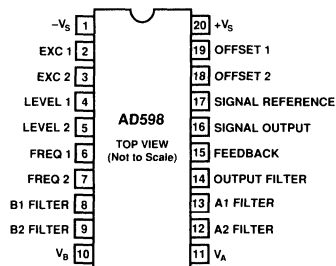 −VS 1
EXC 1 2
EXC 2 3
LEVEL 1 4
LEVEL 2 5
FREQ 1 6
FREQ 2 7
B1 FILTER 8
B2 FILTER 9
VB 10
AD598
TOP VIEW
(Not to Scale)
20 +VS
19 OFFSET 1
18 OFFSET 2
17 SIGNAL REFERENCE
16 SIGNAL OUTPUT
15 FEEDBACK
14 OUTPUT FILTER
13 A1 FILTER
12 A2 FILTER
11 VA